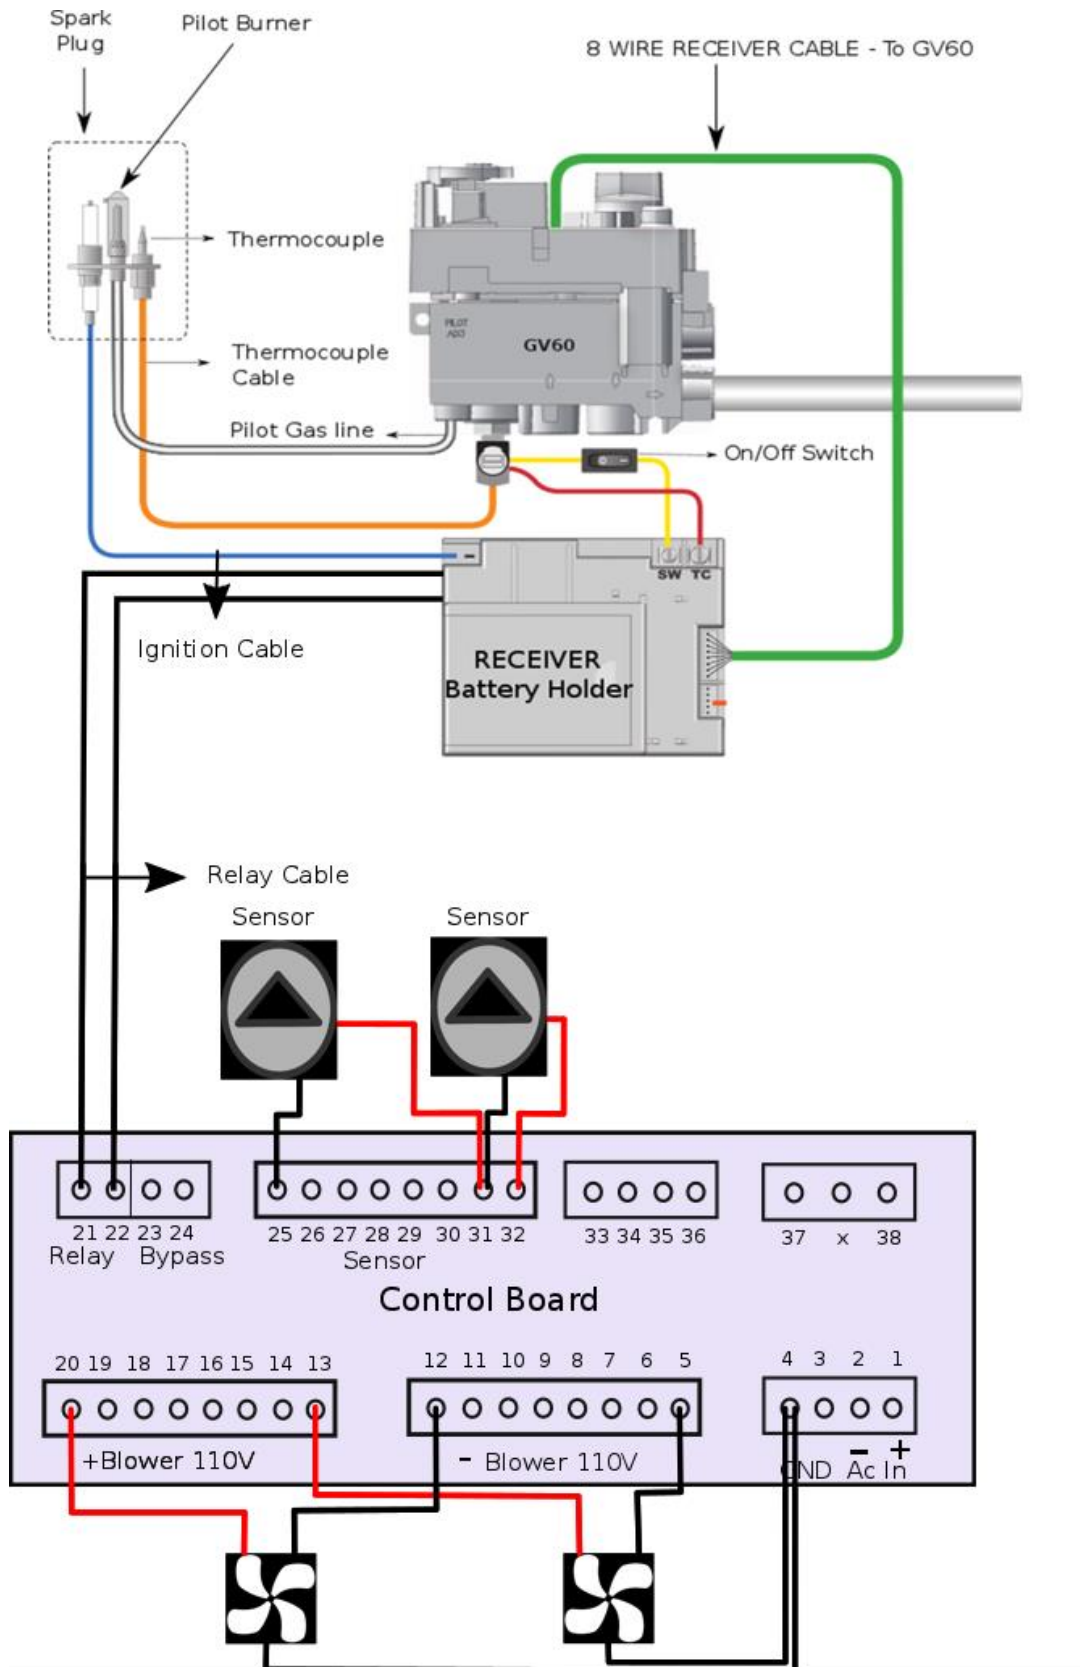 Spark
Plug
Pilot Burner
8 WIRE RECEIVER CABLE - To GV60
Thermocouple
PILOT
ADJ
GV60
Thermocouple
Cable
Pilot Gas line
On/Off Switch
SW TC
Ignition Cable
RECEIVER
Battery Holder
Relay Cable
Sensor
Sensor
21 22 23 24
25 26 27 28 29 30 31 32
33 34 35 36
37 x 38
Relay Bypass
Sensor
Control Board
20 19 18 17 16 15 14 13
12 11 10 9 8 7 6 5
4 3 2 1
+Blower 110V
- Blower 110V
- +
GND Ac In